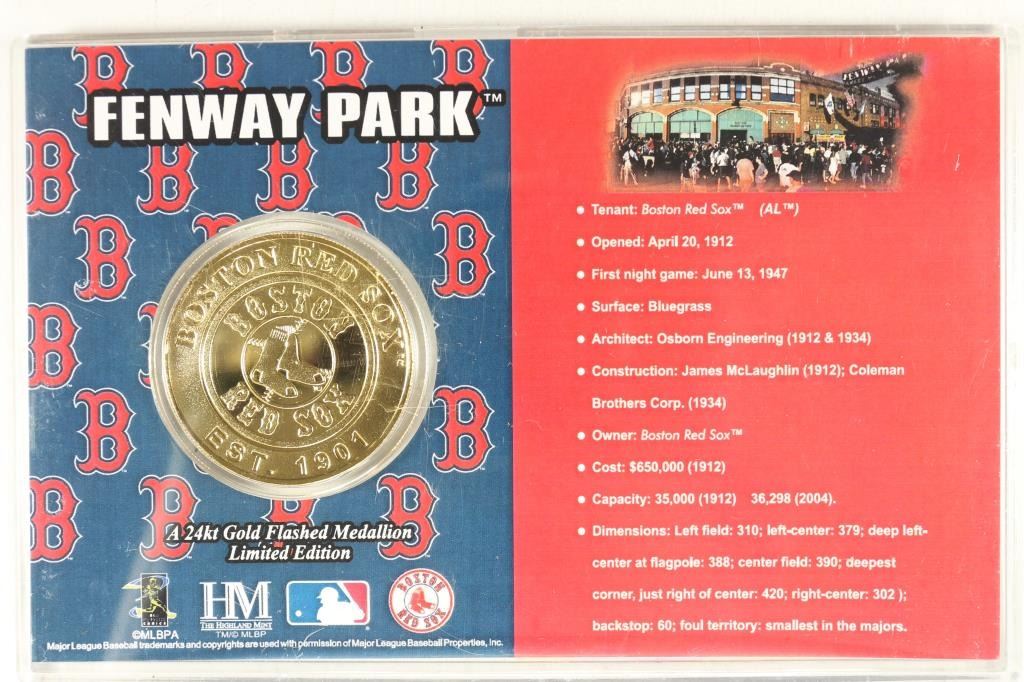 FENWAY PARK™
BOSTON RED SOX
BOSTON
RED SOX
EST. 1901
A 24kt Gold Flashed Medallion
Limited Edition
©MLBPA
HM
THE HIGHLAND MINT
TM/© MLBP
BOSTON
RED SOX
Major League Baseball trademarks and copyrights are used with permission of Major League Baseball Properties, Inc.
FENWAY PARK
● Tenant: Boston Red Sox™ (AL™)
● Opened: April 20, 1912
● First night game: June 13, 1947
● Surface: Bluegrass
● Architect: Osborn Engineering (1912 & 1934)
● Construction: James McLaughlin (1912); Coleman
Brothers Corp. (1934)
● Owner: Boston Red Sox™
● Cost: $650,000 (1912)
● Capacity: 35,000 (1912) 36,298 (2004).
● Dimensions: Left field: 310; left-center: 379; deep left-
center at flagpole: 388; center field: 390; deepest
corner, just right of center: 420; right-center: 302 );
backstop: 60; foul territory: smallest in the majors.